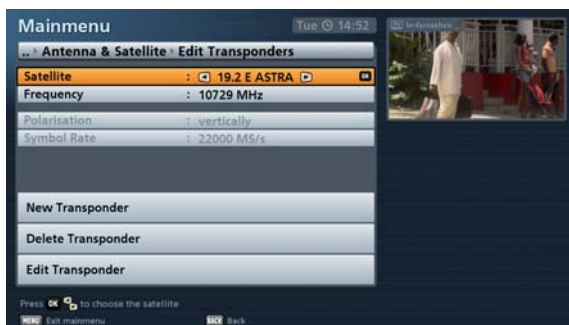 Mainmenu
Tue 14:52
.. Antenna & Satellite Edit Transponders
Satellite : 19.2 E ASTRA OK
Frequency : 10729 MHz
Polarisation : vertically
Symbol Rate : 22000 MS/s
New Transponder
Delete Transponder
Edit Transponder
Press OK to choose the satellite
MENU Exit mainmenu BACK Back